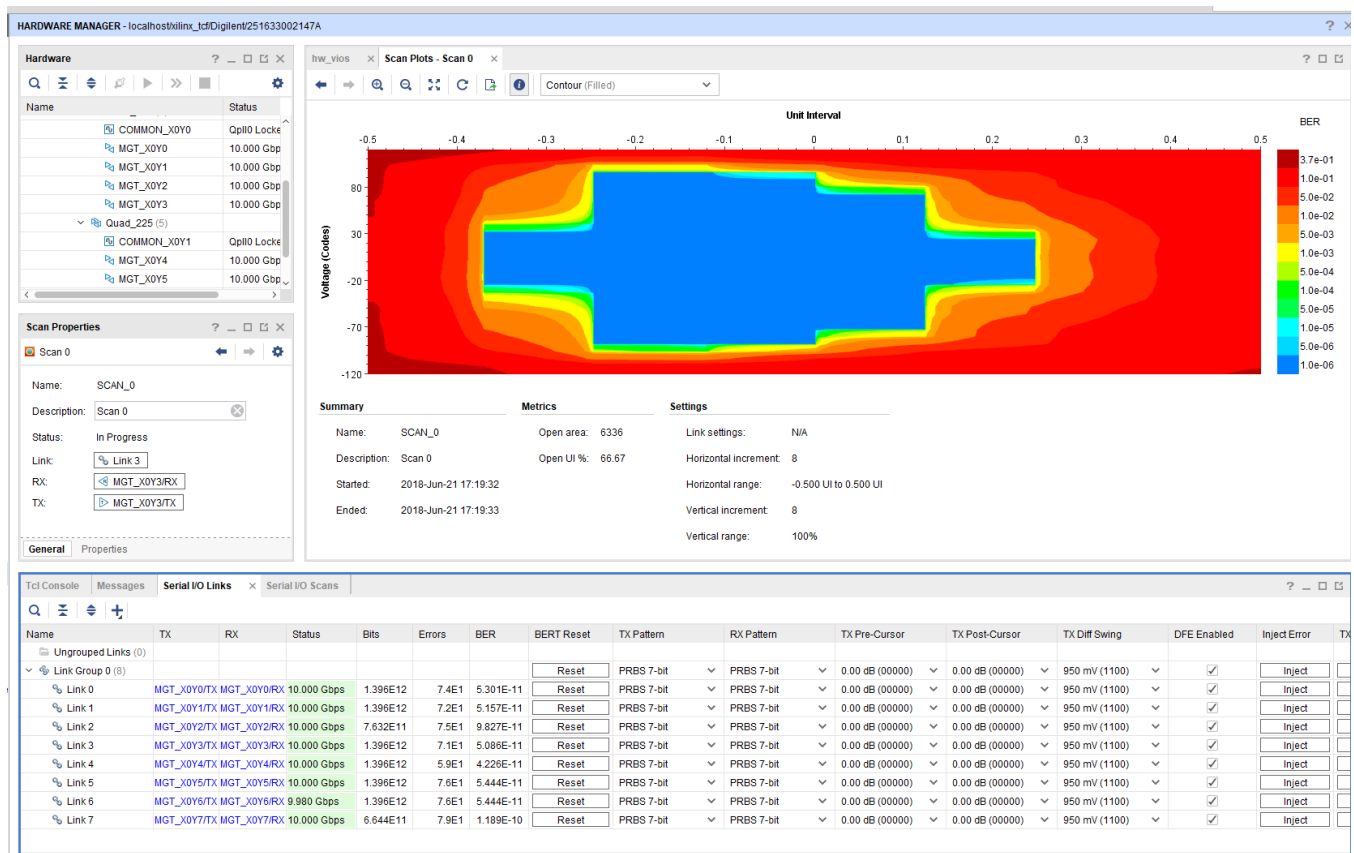 HARDWARE MANAGER - localhost/xilinx_tcf/Digilent/251633002147A
Hardware
Name Status
COMMON_X0Y0 Qpll0 Locke
MGT_X0Y0 10.000 Gbp
MGT_X0Y1 10.000 Gbp
MGT_X0Y2 10.000 Gbp
MGT_X0Y3 10.000 Gbp
Quad_225 (5)
COMMON_X0Y1 Qpll0 Locke
MGT_X0Y4 10.000 Gbp
MGT_X0Y5 10.000 Gbp
Scan Properties
Scan 0
Name: SCAN_0
Description: Scan 0
Status: In Progress
Link: Link 3
RX: MGT_X0Y3/RX
TX: MGT_X0Y3/TX
General Properties
hw_vios Scan Plots - Scan 0
Contour (Filled)
Unit Interval
-0.5 -0.4 -0.3 -0.2 -0.1 0 0.1 0.2 0.3 0.4 0.5
Voltage (Codes)
80
30
-20
-70
-120
BER
3.7e-01
1.0e-01
5.0e-02
1.0e-02
5.0e-03
1.0e-03
5.0e-04
1.0e-04
5.0e-05
1.0e-05
5.0e-06
1.0e-06
Summary Metrics Settings
Name: SCAN_0 Open area: 6336 Link settings: N/A
Description: Scan 0 Open UI %: 66.67 Horizontal increment: 8
Started: 2018-Jun-21 17:19:32 Horizontal range: -0.500 UI to 0.500 UI
Ended: 2018-Jun-21 17:19:33 Vertical increment: 8
Vertical range: 100%
Tcl Console Messages Serial I/O Links Serial I/O Scans
Name TX RX Status Bits Errors BER BERT Reset TX Pattern RX Pattern TX Pre-Cursor TX Post-Cursor TX Diff Swing DFE Enabled Inject Error TX
Ungrouped Links (0)
Link Group 0 (8) Reset PRBS 7-bit PRBS 7-bit 0.00 dB (00000) 0.00 dB (00000) 950 mV (1100) Inject
Link 0 MGT_X0Y0/TX MGT_X0Y0/RX 10.000 Gbps 1.396E12 7.4E1 5.301E-11 Reset PRBS 7-bit PRBS 7-bit 0.00 dB (00000) 0.00 dB (00000) 950 mV (1100) Inject
Link 1 MGT_X0Y1/TX MGT_X0Y1/RX 10.000 Gbps 1.396E12 7.2E1 5.157E-11 Reset PRBS 7-bit PRBS 7-bit 0.00 dB (00000) 0.00 dB (00000) 950 mV (1100) Inject
Link 2 MGT_X0Y2/TX MGT_X0Y2/RX 10.000 Gbps 7.632E11 7.5E1 9.827E-11 Reset PRBS 7-bit PRBS 7-bit 0.00 dB (00000) 0.00 dB (00000) 950 mV (1100) Inject
Link 3 MGT_X0Y3/TX MGT_X0Y3/RX 10.000 Gbps 1.396E12 7.1E1 5.086E-11 Reset PRBS 7-bit PRBS 7-bit 0.00 dB (00000) 0.00 dB (00000) 950 mV (1100) Inject
Link 4 MGT_X0Y4/TX MGT_X0Y4/RX 10.000 Gbps 1.396E12 5.9E1 4.226E-11 Reset PRBS 7-bit PRBS 7-bit 0.00 dB (00000) 0.00 dB (00000) 950 mV (1100) Inject
Link 5 MGT_X0Y5/TX MGT_X0Y5/RX 10.000 Gbps 1.396E12 7.6E1 5.444E-11 Reset PRBS 7-bit PRBS 7-bit 0.00 dB (00000) 0.00 dB (00000) 950 mV (1100) Inject
Link 6 MGT_X0Y6/TX MGT_X0Y6/RX 9.980 Gbps 1.396E12 7.6E1 5.444E-11 Reset PRBS 7-bit PRBS 7-bit 0.00 dB (00000) 0.00 dB (00000) 950 mV (1100) Inject
Link 7 MGT_X0Y7/TX MGT_X0Y7/RX 10.000 Gbps 6.644E11 7.9E1 1.189E-10 Reset PRBS 7-bit PRBS 7-bit 0.00 dB (00000) 0.00 dB (00000) 950 mV (1100) Inject